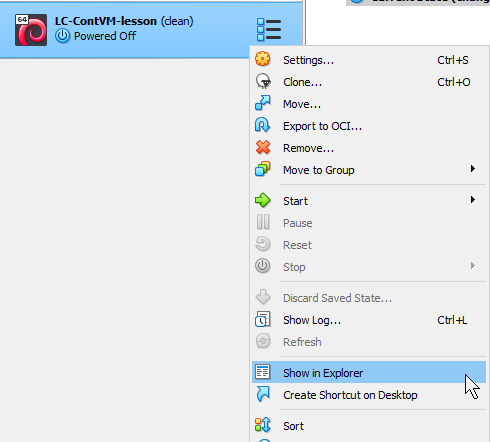 LC-ContVM-lesson (clean)
64
Powered Off
Settings... Ctrl+S
Clone... Ctrl+O
Move...
Export to OCI...
Remove...
Move to Group
Start
Pause
Reset
Stop
Discard Saved State...
Show Log... Ctrl+L
Refresh
Show in Explorer
Create Shortcut on Desktop
Sort